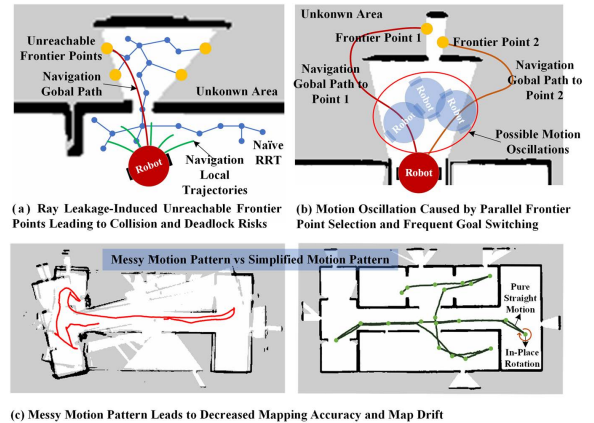 Unreachable
Frontier Points
Navigation
Gobal Path
Unkonwn Area
Naïve
RRT
Robot
Navigation
Local
Trajectories
(a) Ray Leakage-Induced Unreachable Frontier
Points Leading to Collision and Deadlock Risks
Unkonwn Area
Frontier Point 1
Frontier Point 2
Navigation
Gobal Path to
Point 1
Navigation
Gobal Path to
Point 2
Robot
Robot
Robot
Possible Motion
Oscillations
Robot
(b) Motion Oscillation Caused by Parallel Frontier
Point Selection and Frequent Goal Switching
Messy Motion Pattern vs Simplified Motion Pattern
Pure
Straight
Motion
In-Place
Rotation
(c) Messy Motion Pattern Leads to Decreased Mapping Accuracy and Map Drift